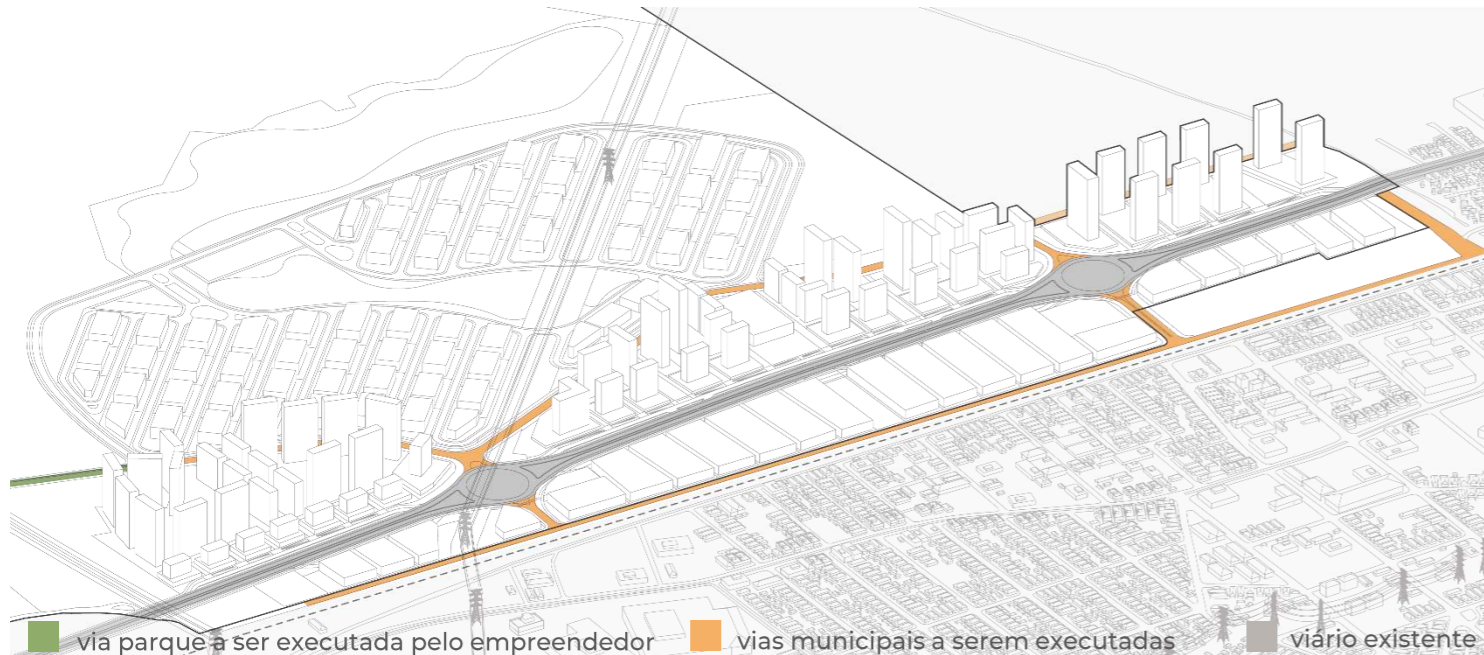 via parque a ser executada pelo empreendedor
vias municipais a serem executadas
viário existente